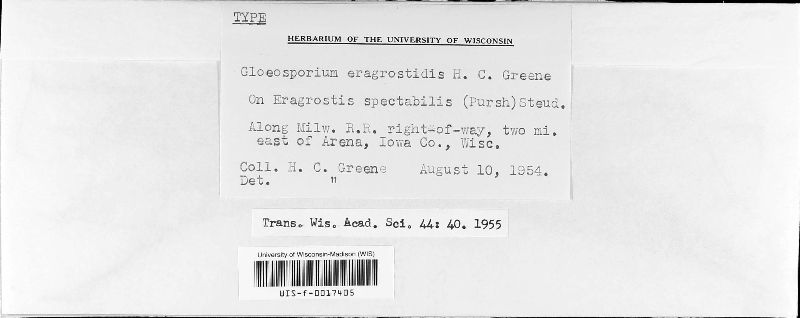 TYPE
HERBARIUM OF THE UNIVERSITY OF WISCONSIN
Gloeosporium eragrostidis H. C. Greene
On Eragrostis spectabilis (Pursh) Steud.
Along Milw. R.R. right-of-way, two mi.
east of Arena, Iowa Co., Wisc.
Coll. H. C. Greene August 10, 1954.
Det. "
Trans. Wis. Acad. Sci. 44: 40. 1955
University of Wisconsin-Madison (WIS)
WIS-f-0017405